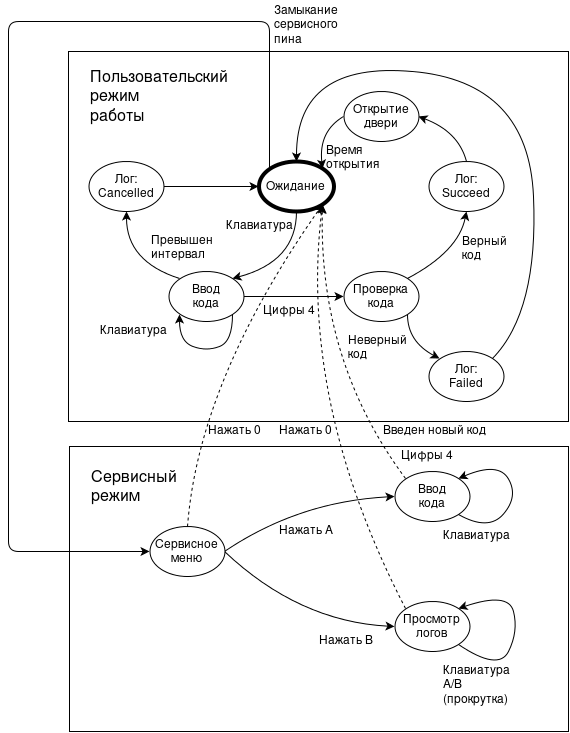 Замыкание
сервисного
пина
Пользовательский
режим
работы
Открытие
двери
Время
открытия
Лог:
Cancelled
Ожидание
Лог:
Succeed
Клавиатура
Превышен
интервал
Верный
код
Ввод
кода
Проверка
кода
Цифры 4
Клавиатура
Неверный
код
Лог:
Failed
Нажать 0
Нажать 0
Введен новый код
Цифры 4
Сервисный
режим
Ввод
кода
Клавиатура
Нажать A
Сервисное
меню
Просмотр
логов
Нажать B
Клавиатура
A/B
(прокрутка)